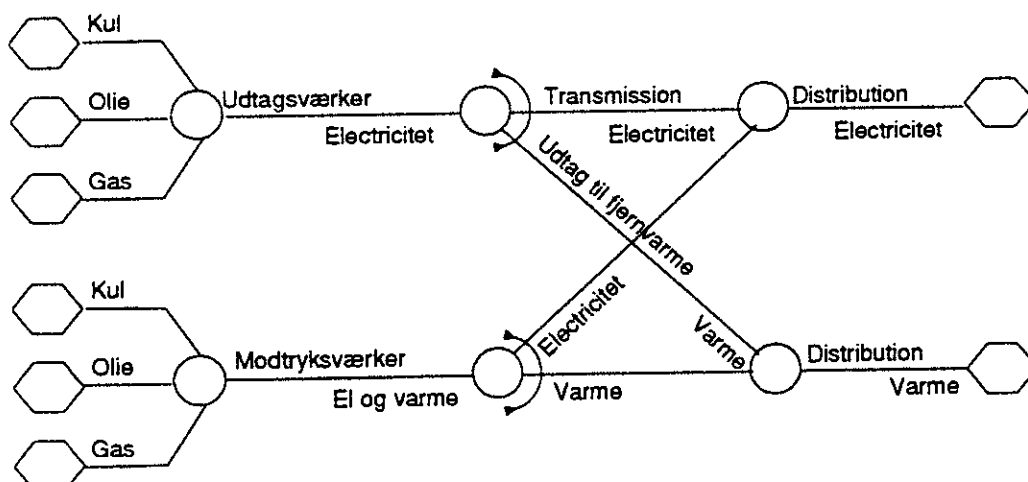 Kul
Olie
Gas
Udtagsværker
Electricitet
Transmission
Electricitet
Distribution
Electricitet
Udtag til fjernvarme
Varme
Kul
Olie
Gas
Modtryksværker
El og varme
Electricitet
Varme
Distribution
Varme